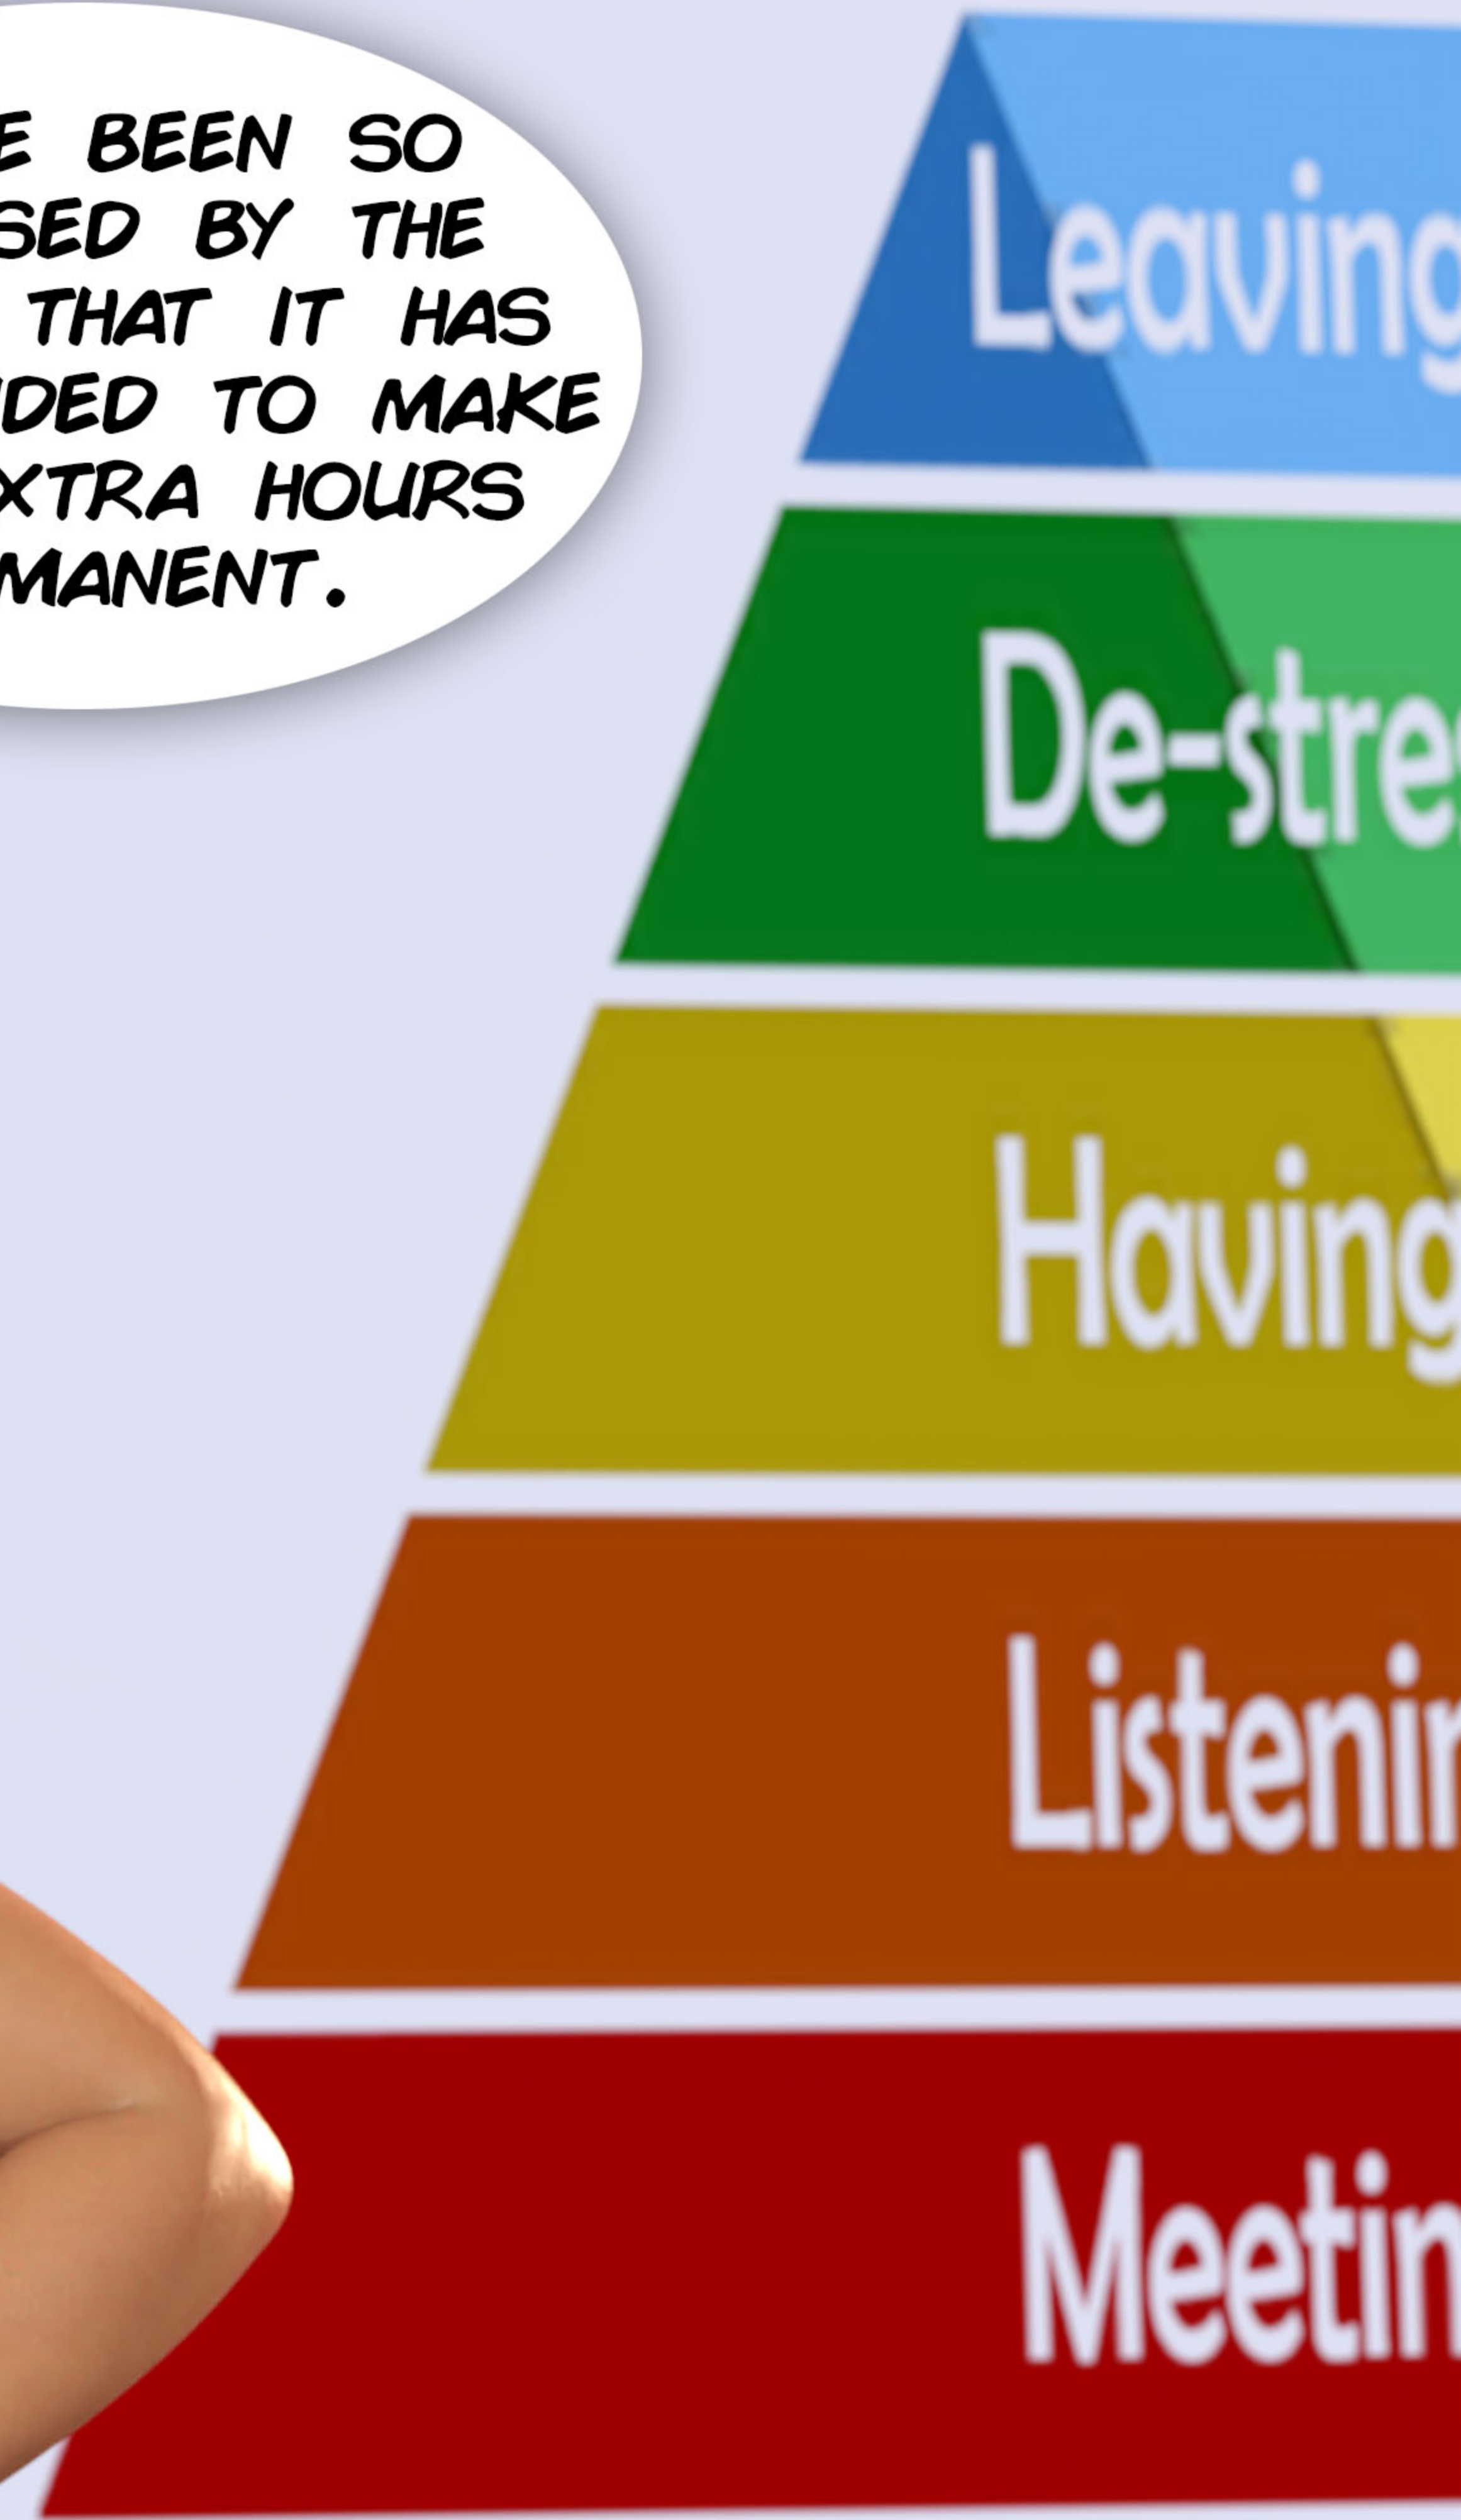 E BEEN SO
SED BY THE
THAT IT HAS
DED TO MAKE
XTRA HOURS
MANENT.
Leaving
De-stre
Having
Listenin
Meetin